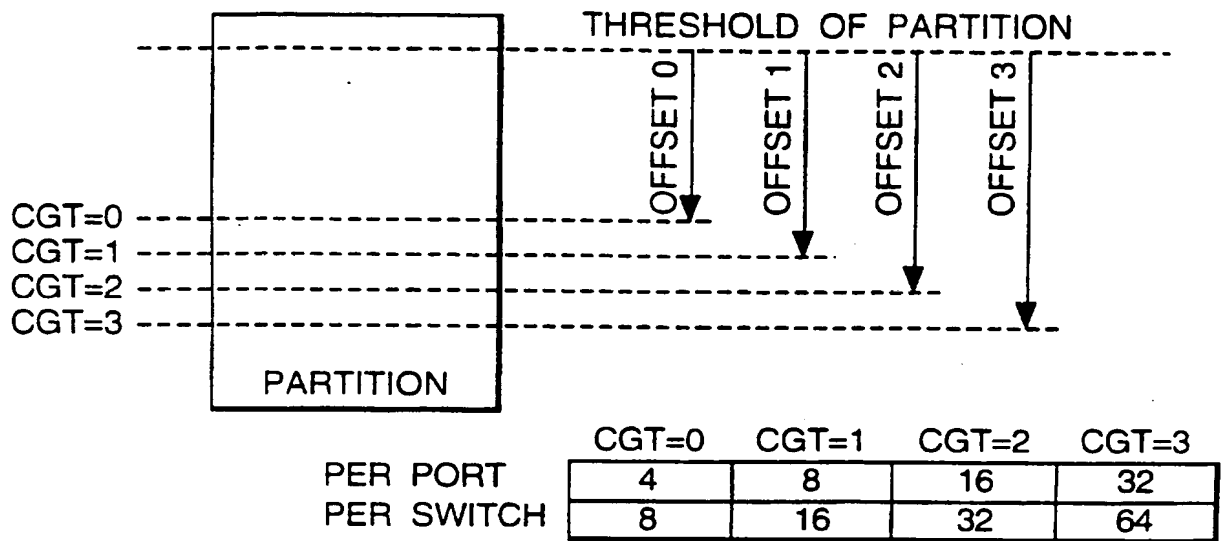 THRESHOLD OF PARTITION
OFFSET 0
OFFSET 1
OFFSET 2
OFFSET 3
CGT=0
CGT=1
CGT=2
CGT=3
PARTITION
CGT=0 CGT=1 CGT=2 CGT=3
PER PORT 4 8 16 32
PER SWITCH 8 16 32 64